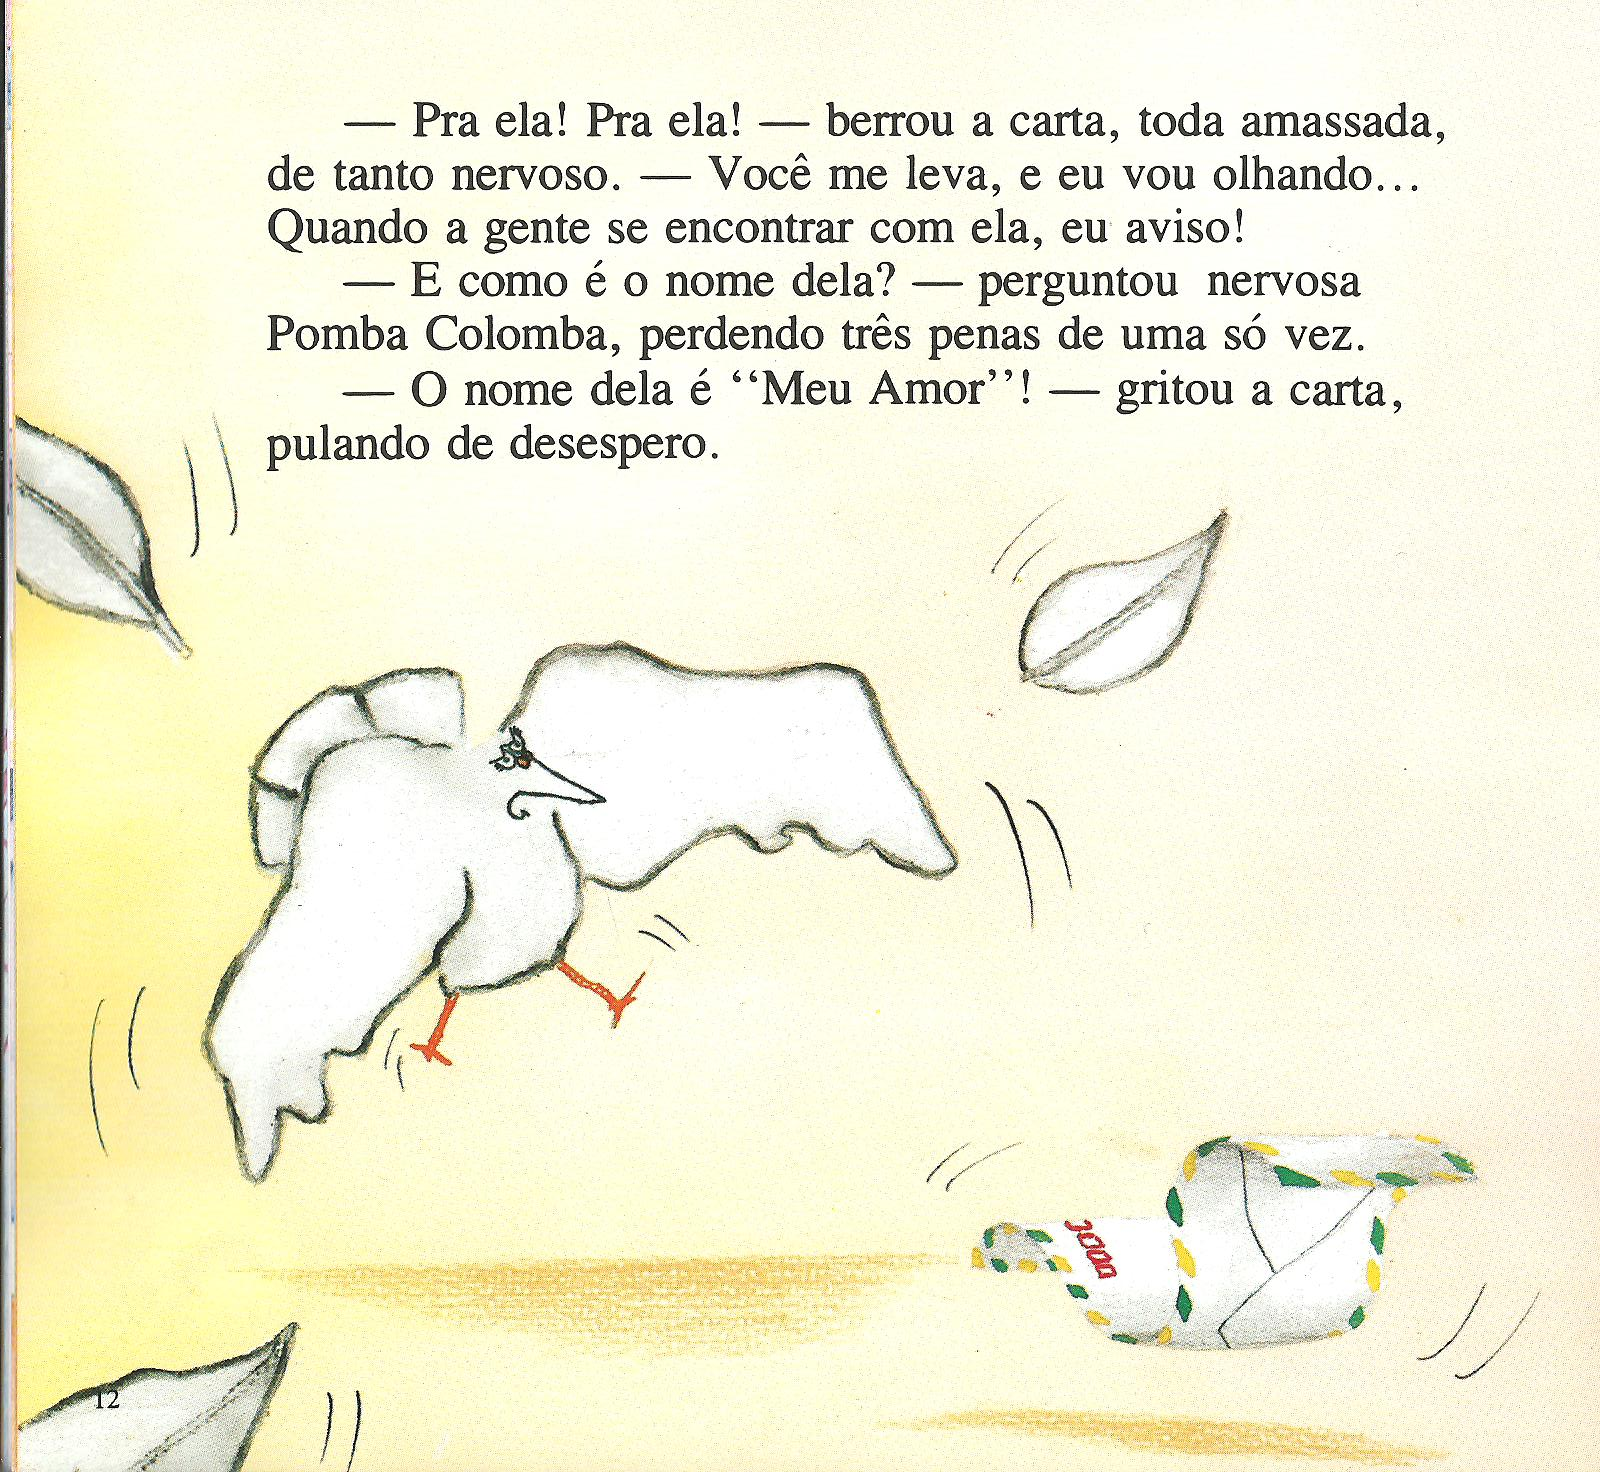 — Pra ela! Pra ela! — berrou a carta, toda amassada,
de tanto nervoso. — Você me leva, e eu vou olhando...
Quando a gente se encontrar com ela, eu aviso!
— E como é o nome dela? — perguntou nervosa
Pomba Colomba, perdendo três penas de uma só vez.
— O nome dela é “Meu Amor”! — gritou a carta,
pulando de desespero.
JOÃO
12